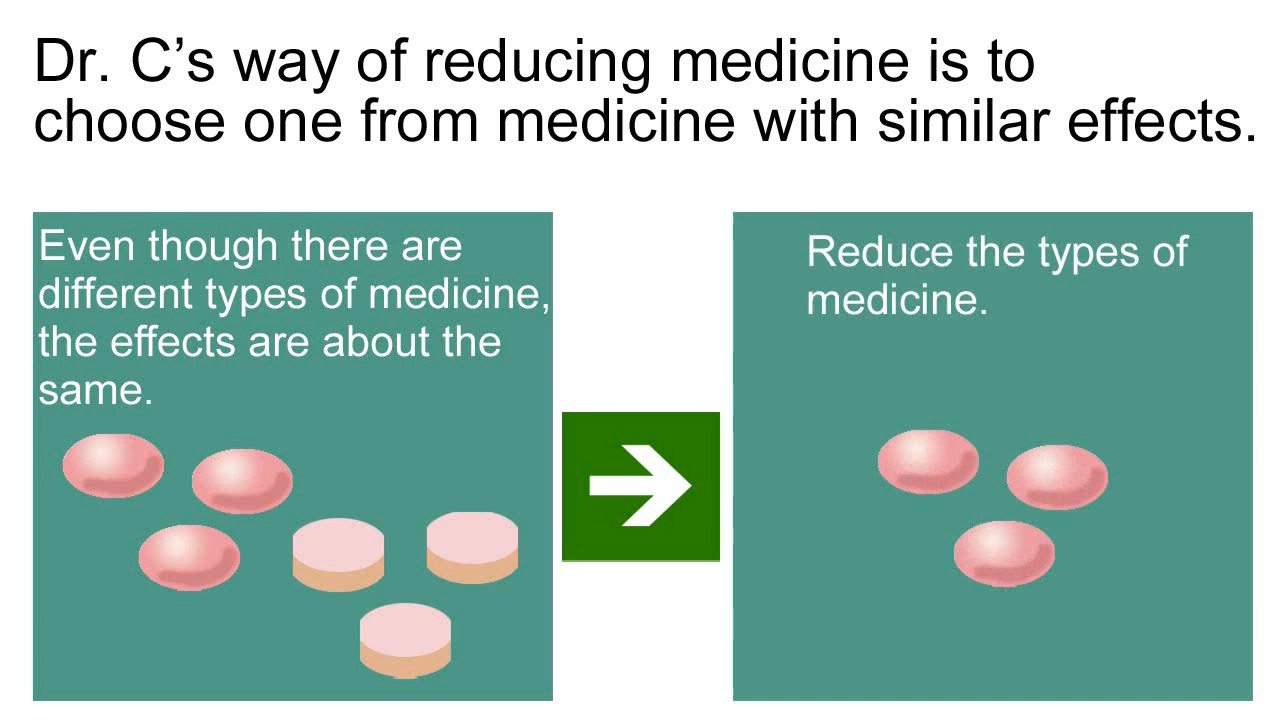 Dr. C’s way of reducing medicine is to
choose one from medicine with similar effects.
Even though there are
different types of medicine,
the effects are about the
same.
Reduce the types of
medicine.